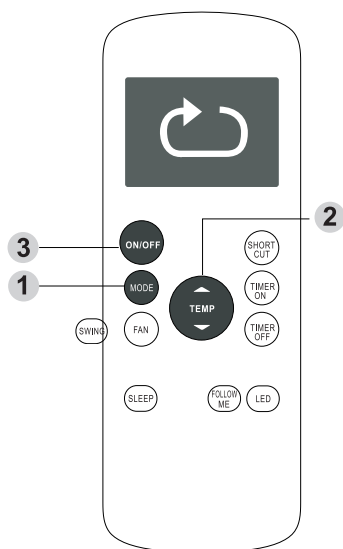 2
3
ON/OFF
SHORT
CUT
1
MODE
TEMP
TIMER
ON
SWING
FAN
TIMER
OFF
SLEEP
FOLLOW
ME
LED